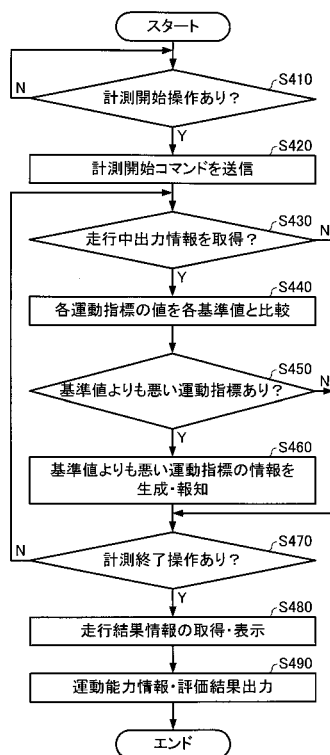 スタート
S410
N
計測開始操作あり?
Y
S420
計測開始コマンドを送信
S430
走行中出力情報を取得?
N
Y
S440
各運動指標の値を各基準値と比較
S450
基準値よりも悪い運動指標あり?
N
Y
S460
基準値よりも悪い運動指標の情報を
生成・報知
S470
N
計測終了操作あり?
Y
S480
走行結果情報の取得・表示
S490
運動能力情報・評価結果出力
エンド